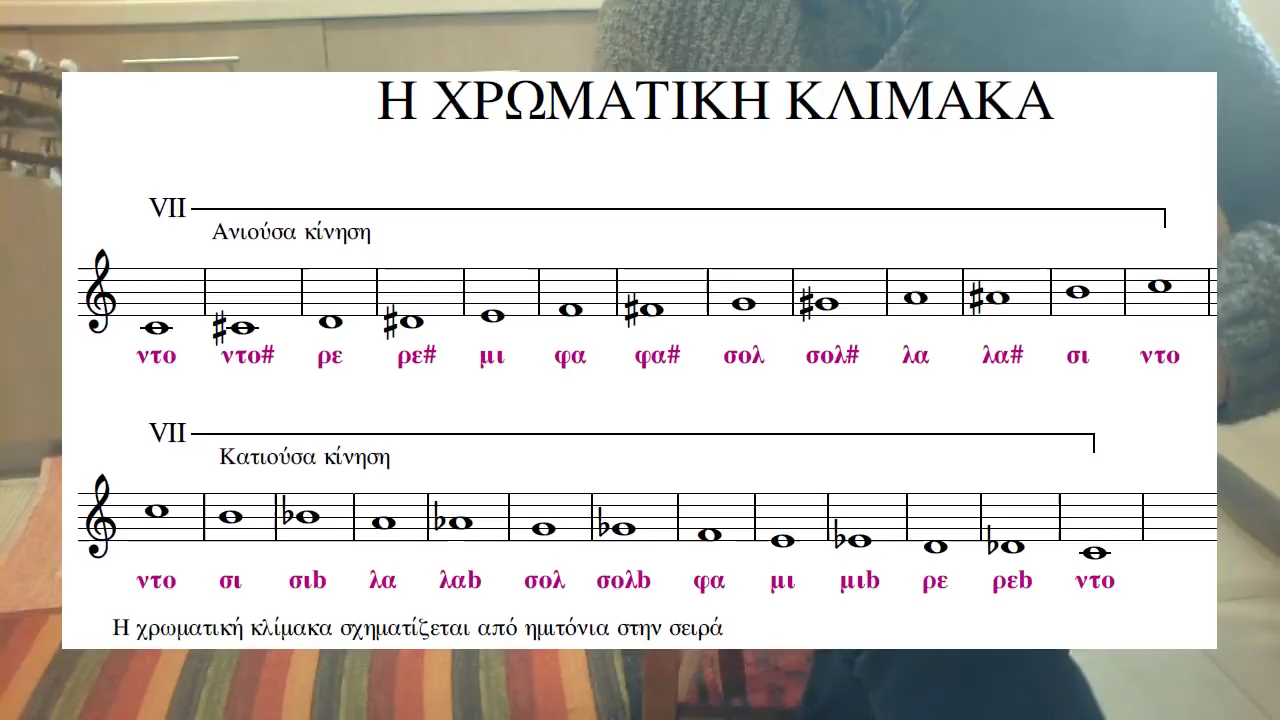 Η ΧΡΩΜΑΤΙΚΗ ΚΛΙΜΑΚΑ
VII
Ανιούσα κίνηση
ντο ντο# ρε ρε# μι φα φα# σολ σολ# λα λα# σι ντο
VII
Κατιούσα κίνηση
ντο σι σιb λα λαb σολ σολb φα μι μιb ρε ρεb ντο
Η χρωματική κλίμακα σχηματίζεται από ημιτόνια στην σειρά